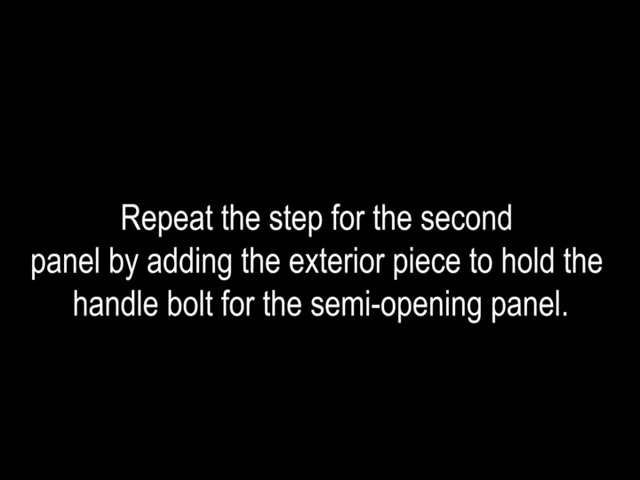 Repeat the step for the second
panel by adding the exterior piece to hold the
handle bolt for the semi-opening panel.